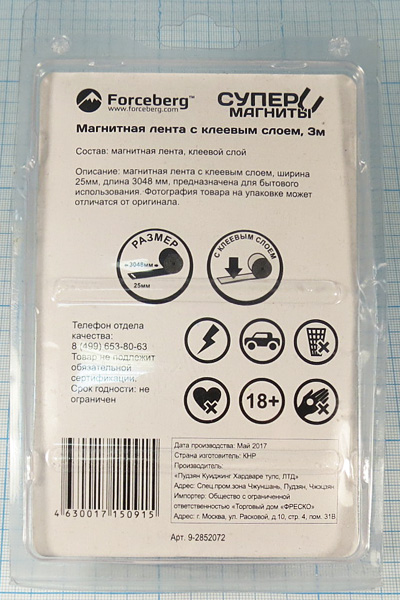 Forceberg™
www.forceberg.com
СУПЕР
МАГНИТЫ
Магнитная лента с клеевым слоем, 3м
Состав: магнитная лента, клеевой слой
Описание: магнитная лента с клеевым слоем, ширина
25мм, длина 3048 мм, предназначена для бытового
использования. Фотография товара на упаковке может
отличатся от оригинала.
РАЗМЕР
3048мм
25мм
С КЛЕЕВЫМ СЛОЕМ
Телефон отдела
качества:
8 (499) 653-80-63
Товар не подлежит
обязательной
сертификации.
Срок годности: не
ограничен
18+
Дата производства: Май 2017
Страна изготовитель: КНР
Производитель:
«Пудзян Куиджинг Хардваре тулс, ЛТД»
Адрес: Спец.пром.зона Чжуншань, Пудзян, Чжэцзян
Импортер: Общество с ограниченной
ответственностью «Торговый дом «ФРЕСКО»
Адрес: г. Москва, ул. Расковой, д.10, стр. 4, пом. 31В
4 630017 150915
Арт. 9-2852072